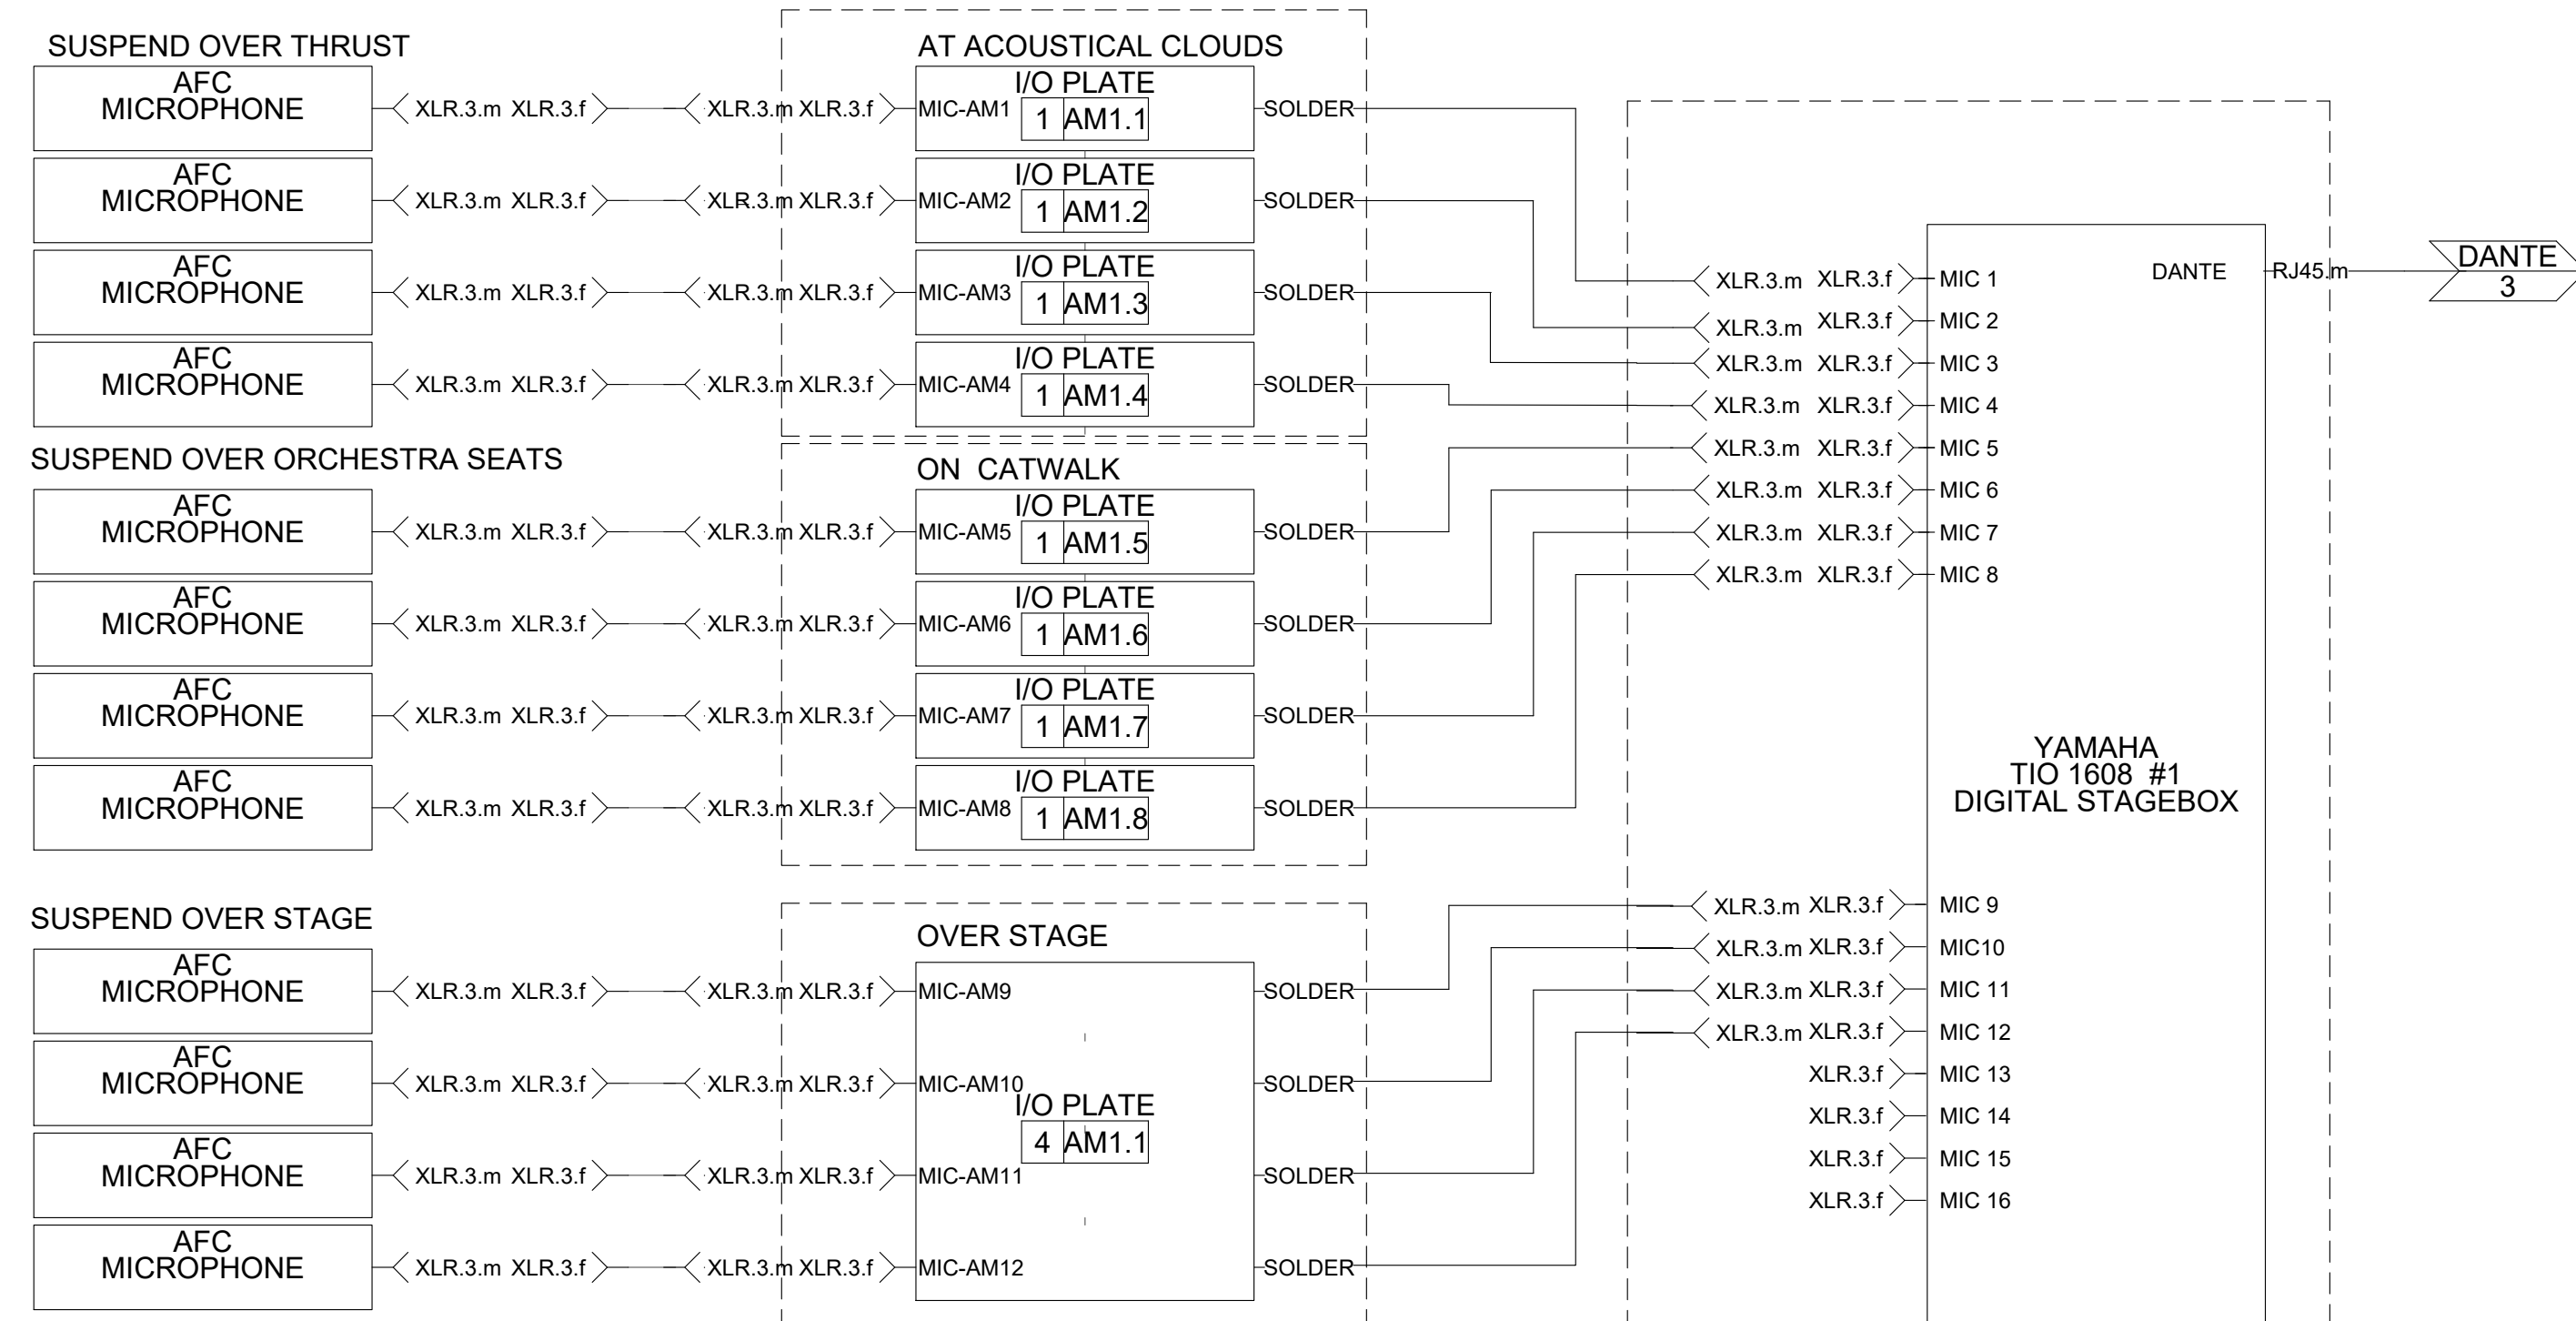 SUSPEND OVER THRUST
AT ACOUSTICAL CLOUDS
AFC
MICROPHONE
XLR.3.m XLR.3.f
XLR.3.m XLR.3.f
MIC-AM1
I/O PLATE
1 AM1.1
SOLDER
AFC
MICROPHONE
XLR.3.m XLR.3.f
XLR.3.m XLR.3.f
MIC-AM2
I/O PLATE
1 AM1.2
SOLDER
AFC
MICROPHONE
XLR.3.m XLR.3.f
XLR.3.m XLR.3.f
MIC-AM3
I/O PLATE
1 AM1.3
SOLDER
AFC
MICROPHONE
XLR.3.m XLR.3.f
XLR.3.m XLR.3.f
MIC-AM4
I/O PLATE
1 AM1.4
SOLDER
SUSPEND OVER ORCHESTRA SEATS
ON CATWALK
AFC
MICROPHONE
XLR.3.m XLR.3.f
XLR.3.m XLR.3.f
MIC-AM5
I/O PLATE
1 AM1.5
SOLDER
AFC
MICROPHONE
XLR.3.m XLR.3.f
XLR.3.m XLR.3.f
MIC-AM6
I/O PLATE
1 AM1.6
SOLDER
AFC
MICROPHONE
XLR.3.m XLR.3.f
XLR.3.m XLR.3.f
MIC-AM7
I/O PLATE
1 AM1.7
SOLDER
AFC
MICROPHONE
XLR.3.m XLR.3.f
XLR.3.m XLR.3.f
MIC-AM8
I/O PLATE
1 AM1.8
SOLDER
SUSPEND OVER STAGE
OVER STAGE
AFC
MICROPHONE
XLR.3.m XLR.3.f
XLR.3.m XLR.3.f
MIC-AM9
SOLDER
AFC
MICROPHONE
XLR.3.m XLR.3.f
XLR.3.m XLR.3.f
MIC-AM10
SOLDER
I/O PLATE
4 AM1.1
AFC
MICROPHONE
XLR.3.m XLR.3.f
XLR.3.m XLR.3.f
MIC-AM11
SOLDER
AFC
MICROPHONE
XLR.3.m XLR.3.f
XLR.3.m XLR.3.f
MIC-AM12
SOLDER
XLR.3.m XLR.3.f MIC 1
XLR.3.m XLR.3.f MIC 2
XLR.3.m XLR.3.f MIC 3
XLR.3.m XLR.3.f MIC 4
XLR.3.m XLR.3.f MIC 5
XLR.3.m XLR.3.f MIC 6
XLR.3.m XLR.3.f MIC 7
XLR.3.m XLR.3.f MIC 8
YAMAHA
TIO 1608 #1
DIGITAL STAGEBOX
XLR.3.m XLR.3.f MIC 9
XLR.3.m XLR.3.f MIC10
XLR.3.m XLR.3.f MIC 11
XLR.3.m XLR.3.f MIC 12
XLR.3.f MIC 13
XLR.3.f MIC 14
XLR.3.f MIC 15
XLR.3.f MIC 16
DANTE
RJ45.m
DANTE
3